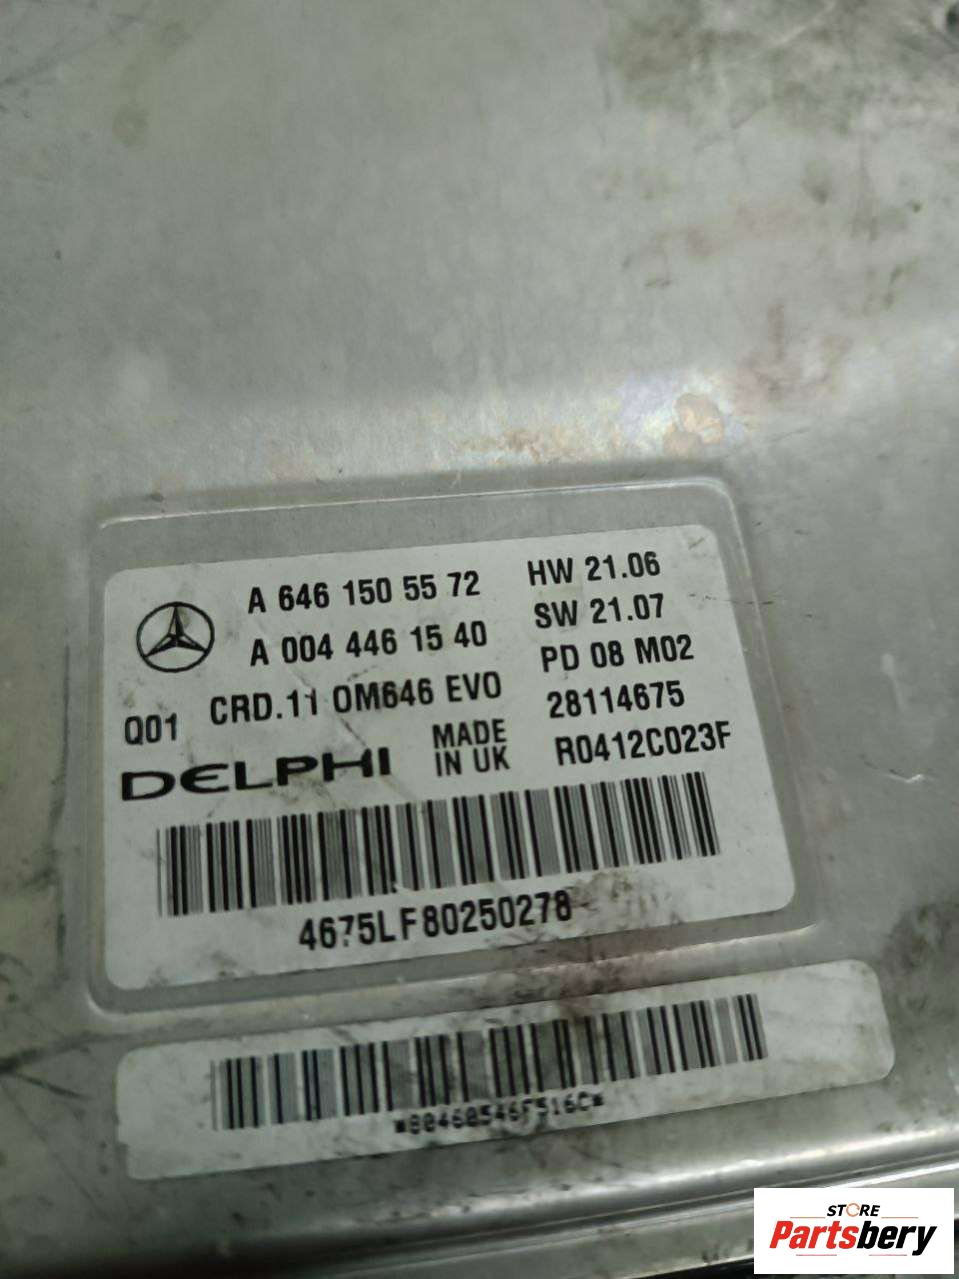 A 646 150 55 72
A 004 446 15 40
Q01 CRD.11 OM646 EVO
DELPHI MADE IN UK
HW 21.06
SW 21.07
PD 08 M02
28114675
R0412C023F
4675LF80250278
STORE
Partsbery